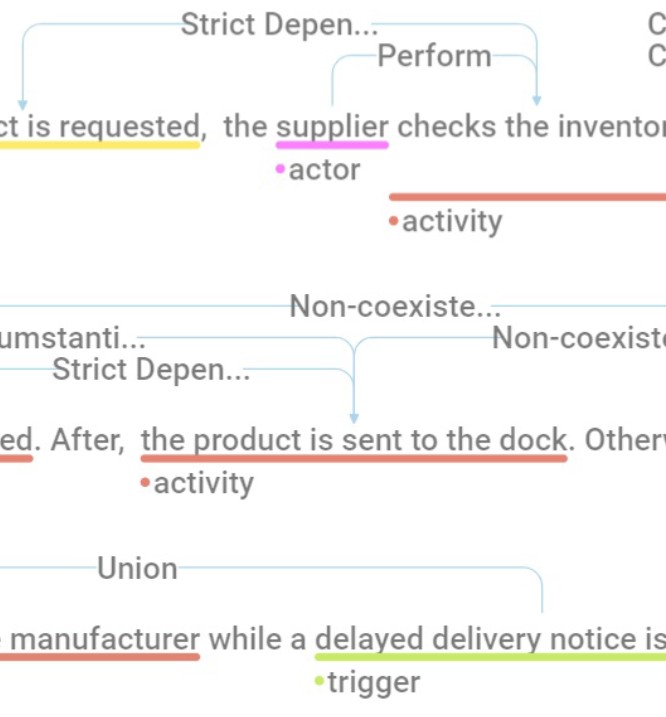 Strict Depen...
Perform
ct is requested, the supplier checks the inventor
actor
activity
Non-coexiste...
umstanti... Non-coexiste
Strict Depen...
ed. After, the product is sent to the dock. Otherw
activity
Union
manufacturer while a delayed delivery notice is
trigger